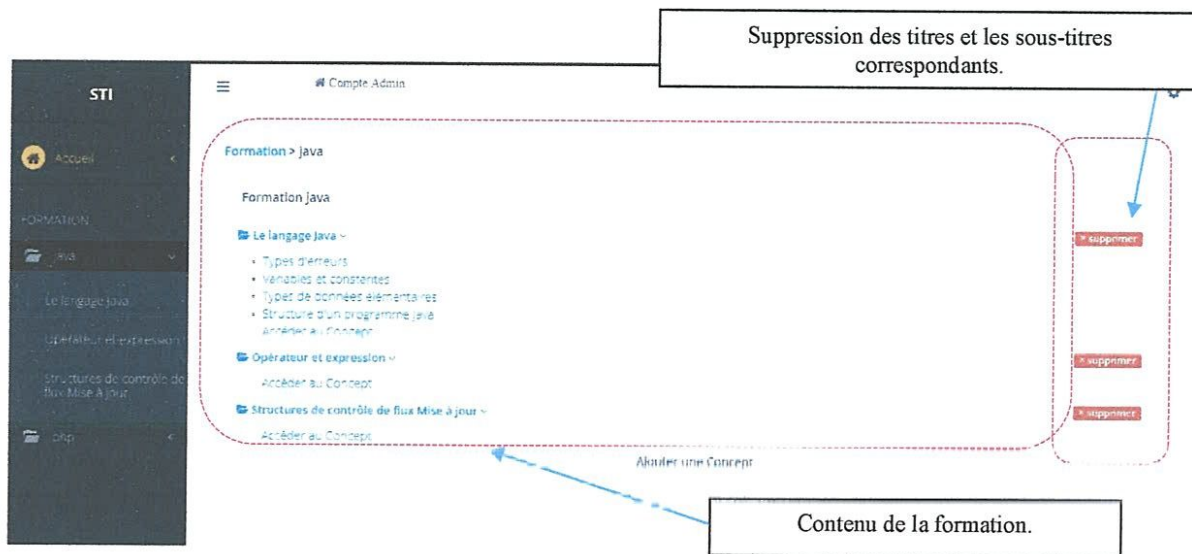 Suppression des titres et les sous-titres
correspondants.
STI
Compte Admin
Accueil
Formation > Java
Formation Java
FORMATION
Le langage Java
× supprimer
Java
Types d'erreurs
Variables et constantes
Types de données élémentaires
Structure d'un programme Java
Accéder au Concept
Le langage Java
Opérateur et expression
Opérateur et expression
× supprimer
Accéder au Concept
Structures de contrôle de
flux Mise à jour
Structures de contrôle de flux Mise à jour
× supprimer
Accéder au Concept
php
Ajouter une Concept
Contenu de la formation.